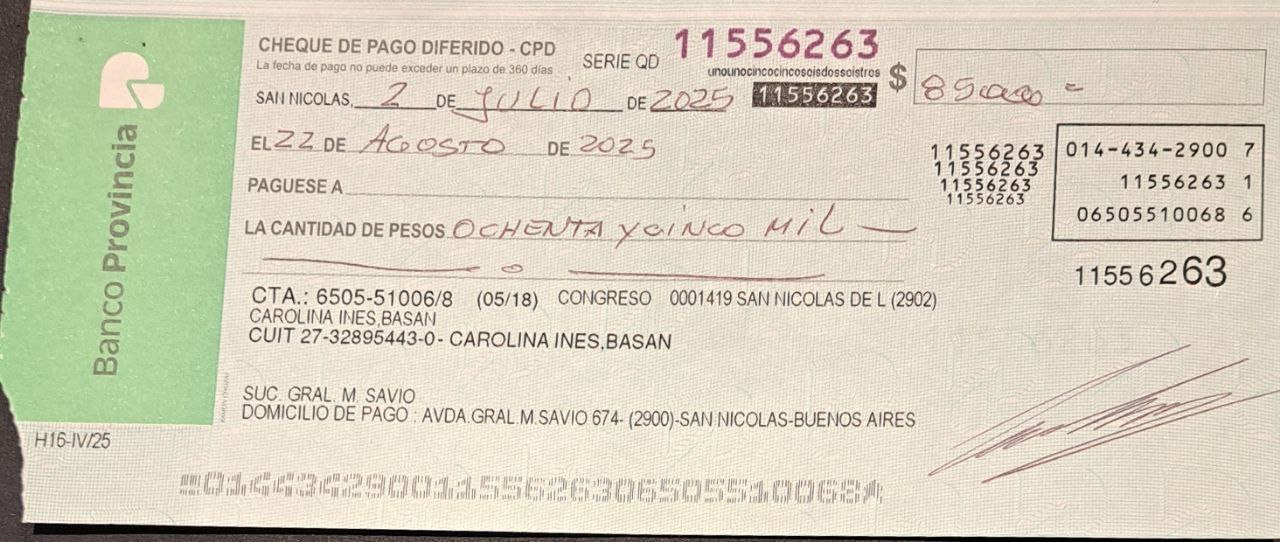 Banco Provincia
CHEQUE DE PAGO DIFERIDO - CPD
La fecha de pago no puede exceder un plazo de 360 días
SERIE QD 11556263
unounocincocincoseisdosseistres
11556263
$ 85000 =
SAN NICOLAS, 2 DE JULIO DE 2025
EL 22 DE AGOSTO DE 2025
PAGUESE A
LA CANTIDAD DE PESOS OCHENTA Y CINCO MIL
11556263
11556263
11556263
11556263
014-434-2900 7
11556263 1
06505510068 6
11556263
CTA.: 6505-51006/8 (05/18) CONGRESO 0001419 SAN NICOLAS DE L (2902)
CAROLINA INES,BASAN
CUIT 27-32895443-0- CAROLINA INES,BASAN
SUC. GRAL. M. SAVIO
DOMICILIO DE PAGO : AVDA.GRAL.M.SAVIO 674- (2900)-SAN NICOLAS-BUENOS AIRES
H16-IV/25
01443429001155626306505510068